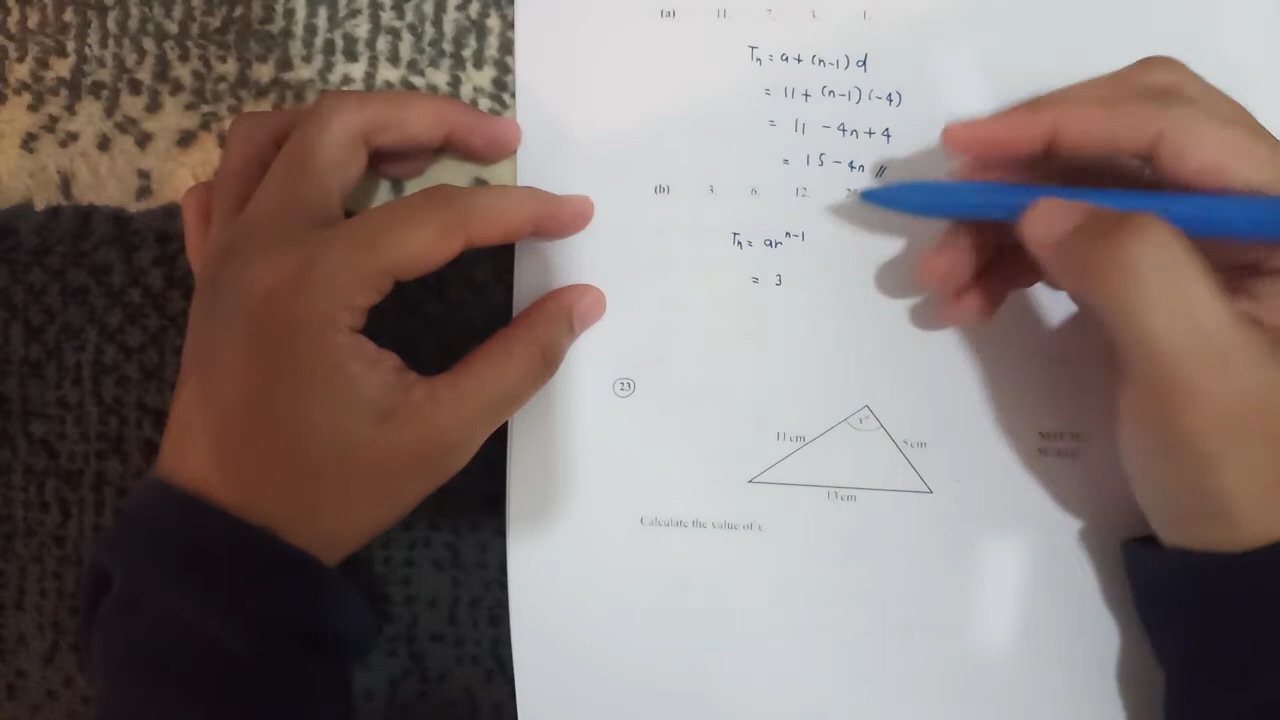 (a) 11. 7. 3. 1.
Tn = a + (n-1) d
= 11 + (n-1) (-4)
= 11 - 4n + 4
= 15 - 4n //
(b) 3. 6. 12.
Tn = ar^n-1
= 3
23
11 cm
x°
5 cm
13 cm
Calculate the value of x